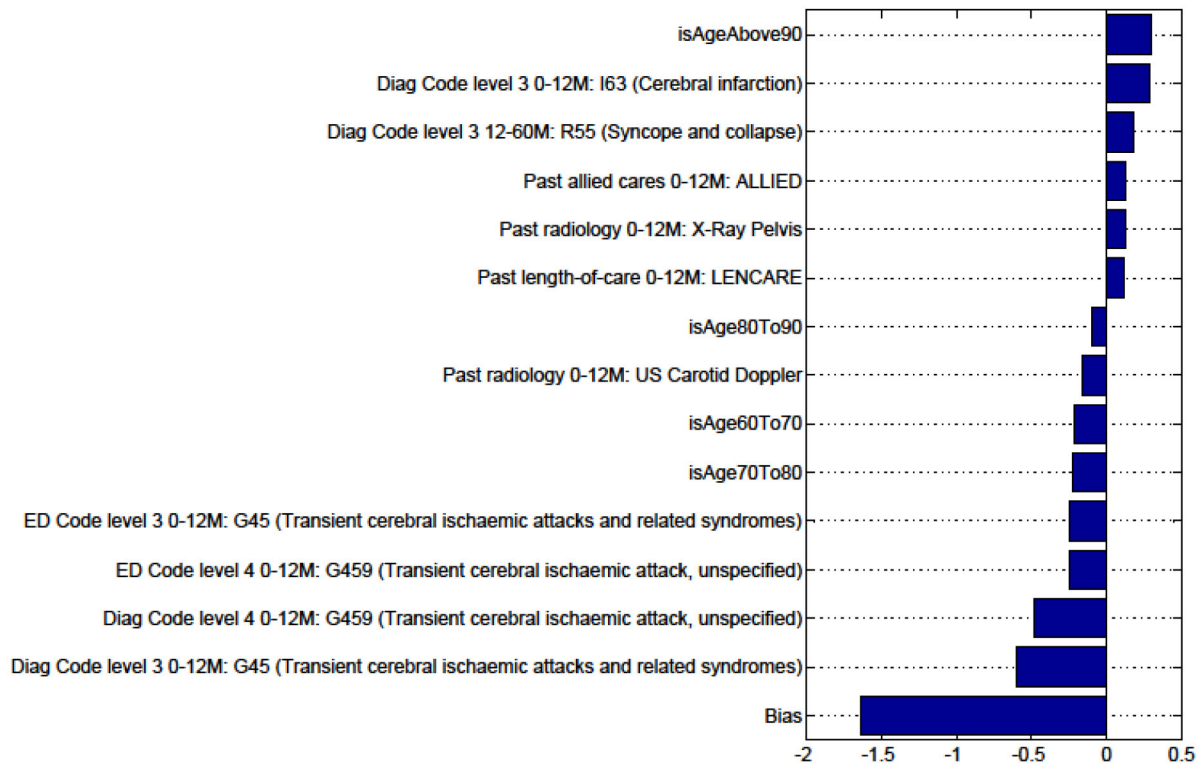 isAgeAbove90
Diag Code level 3 0-12M: I63 (Cerebral infarction)
Diag Code level 3 12-60M: R55 (Syncope and collapse)
Past allied cares 0-12M: ALLIED
Past radiology 0-12M: X-Ray Pelvis
Past length-of-care 0-12M: LENCARE
isAge80To90
Past radiology 0-12M: US Carotid Doppler
isAge60To70
isAge70To80
ED Code level 3 0-12M: G45 (Transient cerebral ischaemic attacks and related syndromes)
ED Code level 4 0-12M: G459 (Transient cerebral ischaemic attack, unspecified)
Diag Code level 4 0-12M: G459 (Transient cerebral ischaemic attack, unspecified)
Diag Code level 3 0-12M: G45 (Transient cerebral ischaemic attacks and related syndromes)
Bias
-2 -1.5 -1 -0.5 0 0.5